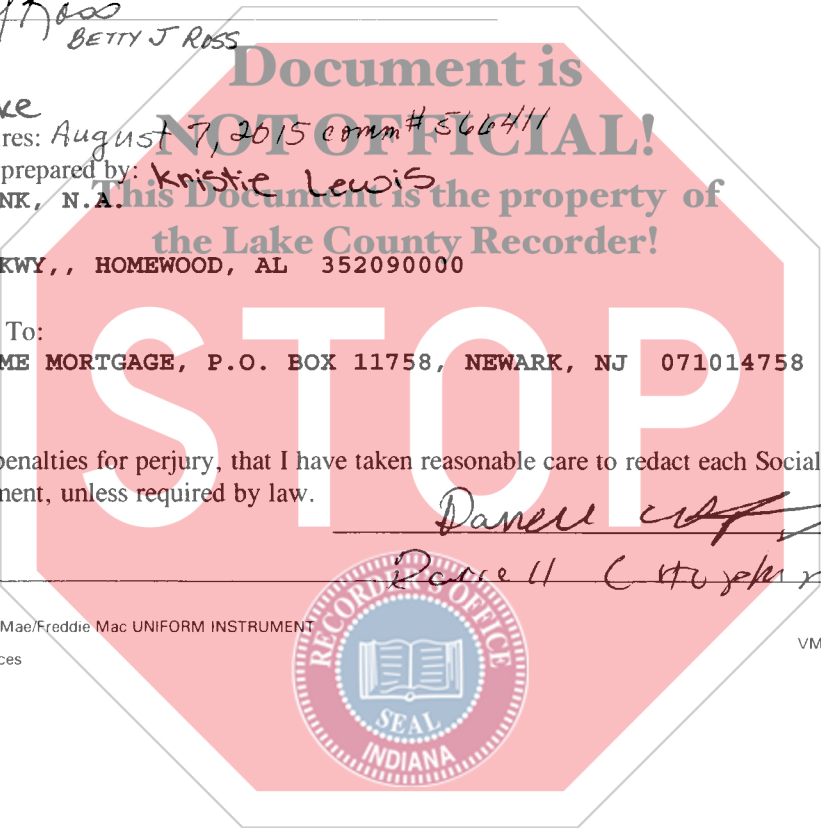 Ross
BETTY J ROSS
Document is
ke
res: August 7, 2015 comm# 566411
NOT OFFICIAL!
prepared by: Kristie Lewis
NK, N.A.
This Document is the property of
the Lake County Recorder!
KWY,, HOMEWOOD, AL 352090000
To:
ME MORTGAGE, P.O. BOX 11758, NEWARK, NJ 071014758
STOP
penalties for perjury, that I have taken reasonable care to redact each Social
ment, unless required by law.
Darrell C
Mae/Freddie Mac UNIFORM INSTRUMENT
VM
ces
RECORDER'S OFFICE
SEAL
INDIANA